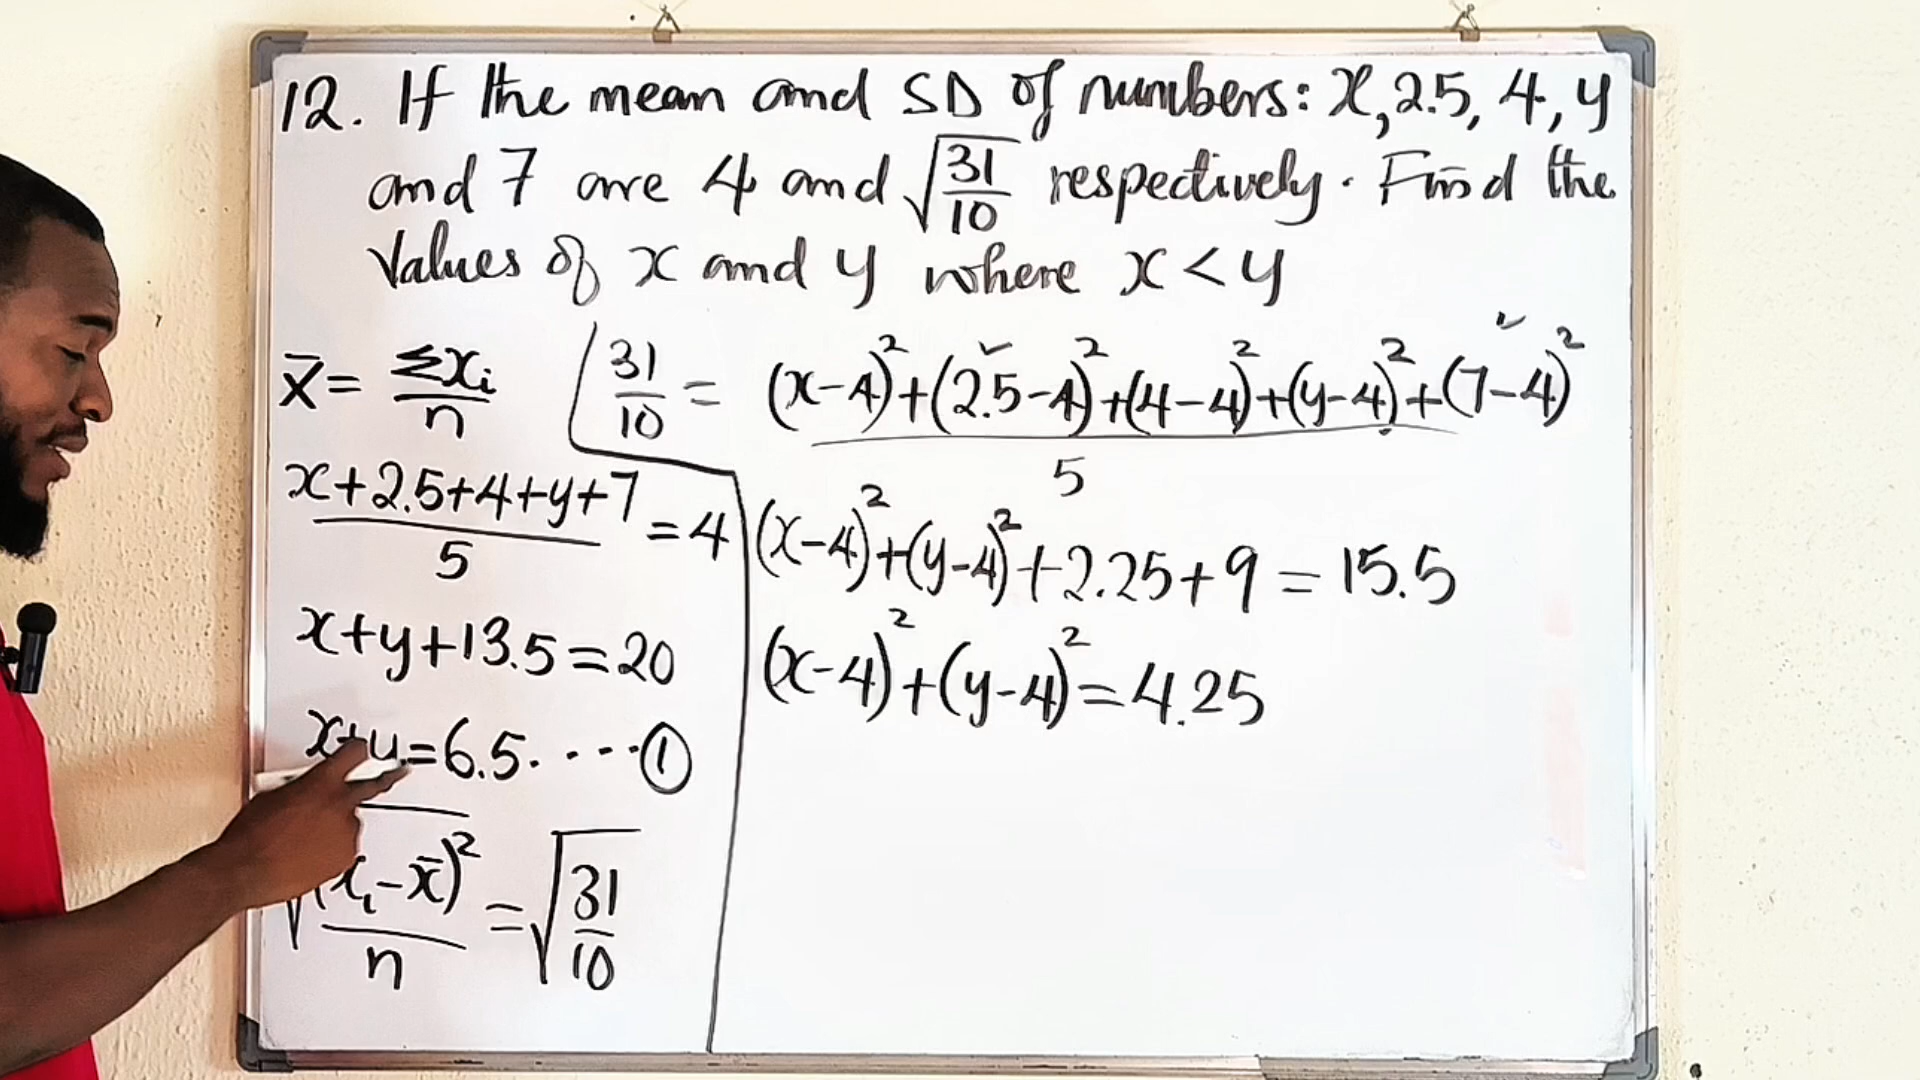 12. If the mean and SD of numbers: x, 2.5, 4, y
and 7 are 4 and √(31/10) respectively. Find the
values of x and y where x < y
x̄ = Σxᵢ/n
(x+2.5+4+y+7)/5 = 4
x+y+13.5=20
x+y=6.5. ...①
(xᵢ-x̄)²/n = √(31/10)
31/10 = ((x-4)²+(2.5-4)²+(4-4)²+(y-4)²+(7-4)²)/5
(x-4)²+(y-4)²+2.25+9=15.5
(x-4)²+(y-4)²=4.25